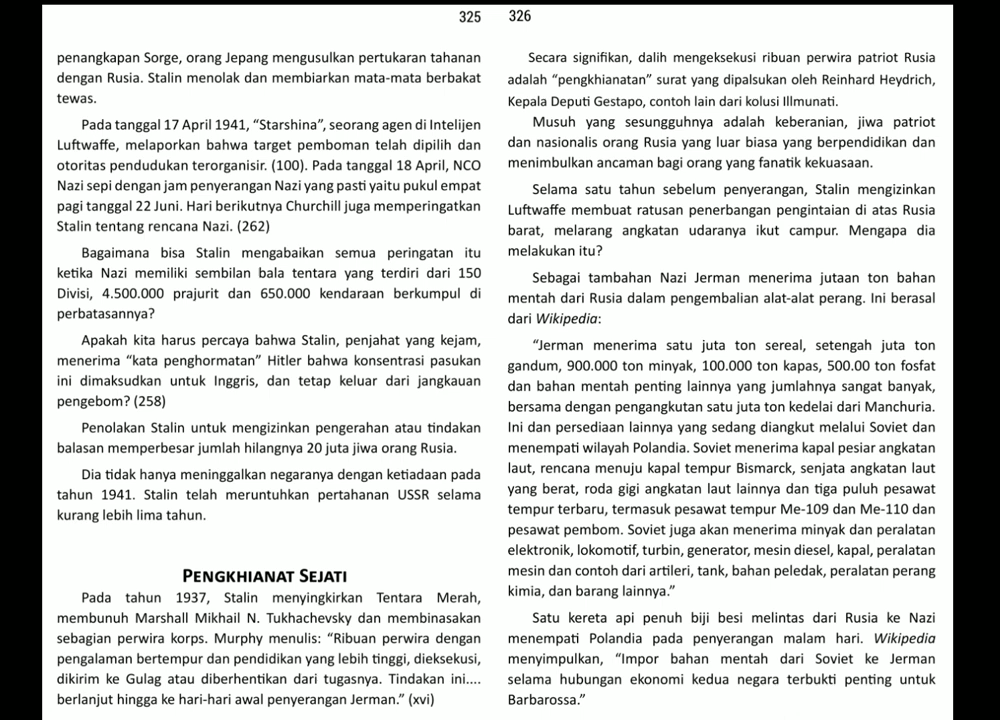 325
penangkapan Sorge, orang Jepang mengusulkan pertukaran tahanan
dengan Rusia. Stalin menolak dan membiarkan mata-mata berbakat
tewas.
Pada tanggal 17 April 1941, “Starshina”, seorang agen di Intelijen
Luftwaffe, melaporkan bahwa target pemboman telah dipilih dan
otoritas pendudukan terorganisir. (100). Pada tanggal 18 April, NCO
Nazi sepi dengan jam penyerangan Nazi yang pasti yaitu pukul empat
pagi tanggal 22 Juni. Hari berikutnya Churchill juga memperingatkan
Stalin tentang rencana Nazi. (262)
Bagaimana bisa Stalin mengabaikan semua peringatan itu
ketika Nazi memiliki sembilan bala tentara yang terdiri dari 150
Divisi, 4.500.000 prajurit dan 650.000 kendaraan berkumpul di
perbatasannya?
Apakah kita harus percaya bahwa Stalin, penjahat yang kejam,
menerima “kata penghormatan” Hitler bahwa konsentrasi pasukan
ini dimaksudkan untuk Inggris, dan tetap keluar dari jangkauan
pengebom? (258)
Penolakan Stalin untuk mengizinkan pengerahan atau tindakan
balasan memperbesar jumlah hilangnya 20 juta jiwa orang Rusia.
Dia tidak hanya meninggalkan negaranya dengan ketiadaan pada
tahun 1941. Stalin telah meruntuhkan pertahanan USSR selama
kurang lebih lima tahun.
PENGKHIANAT SEJATI
Pada tahun 1937, Stalin menyingkirkan Tentara Merah,
membunuh Marshall Mikhail N. Tukhachevsky dan membinasakan
sebagian perwira korps. Murphy menulis: “Ribuan perwira dengan
pengalaman bertempur dan pendidikan yang lebih tinggi, dieksekusi,
dikirim ke Gulag atau diberhentikan dari tugasnya. Tindakan ini....
berlanjut hingga ke hari-hari awal penyerangan Jerman.” (xvi)
326
Secara signifikan, dalih mengeksekusi ribuan perwira patriot Rusia
adalah “pengkhianatan” surat yang dipalsukan oleh Reinhard Heydrich,
Kepala Deputi Gestapo, contoh lain dari kolusi Illmunati.
Musuh yang sesungguhnya adalah keberanian, jiwa patriot
dan nasionalis orang Rusia yang luar biasa yang berpendidikan dan
menimbulkan ancaman bagi orang yang fanatik kekuasaan.
Selama satu tahun sebelum penyerangan, Stalin mengizinkan
Luftwaffe membuat ratusan penerbangan pengintaian di atas Rusia
barat, melarang angkatan udaranya ikut campur. Mengapa dia
melakukan itu?
Sebagai tambahan Nazi Jerman menerima jutaan ton bahan
mentah dari Rusia dalam pengembalian alat-alat perang. Ini berasal
dari Wikipedia:
“Jerman menerima satu juta ton sereal, setengah juta ton
gandum, 900.000 ton minyak, 100.000 ton kapas, 500.00 ton fosfat
dan bahan mentah penting lainnya yang jumlahnya sangat banyak,
bersama dengan pengangkutan satu juta ton kedelai dari Manchuria.
Ini dan persediaan lainnya yang sedang diangkut melalui Soviet dan
menempati wilayah Polandia. Soviet menerima kapal pesiar angkatan
laut, rencana menuju kapal tempur Bismarck, senjata angkatan laut
yang berat, roda gigi angkatan laut lainnya dan tiga puluh pesawat
tempur terbaru, termasuk pesawat tempur Me-109 dan Me-110 dan
pesawat pembom. Soviet juga akan menerima minyak dan peralatan
elektronik, lokomotif, turbin, generator, mesin diesel, kapal, peralatan
mesin dan contoh dari artileri, tank, bahan peledak, peralatan perang
kimia, dan barang lainnya.”
Satu kereta api penuh biji besi melintas dari Rusia ke Nazi
menempati Polandia pada penyerangan malam hari. Wikipedia
menyimpulkan, “Impor bahan mentah dari Soviet ke Jerman
selama hubungan ekonomi kedua negara terbukti penting untuk
Barbarossa.”